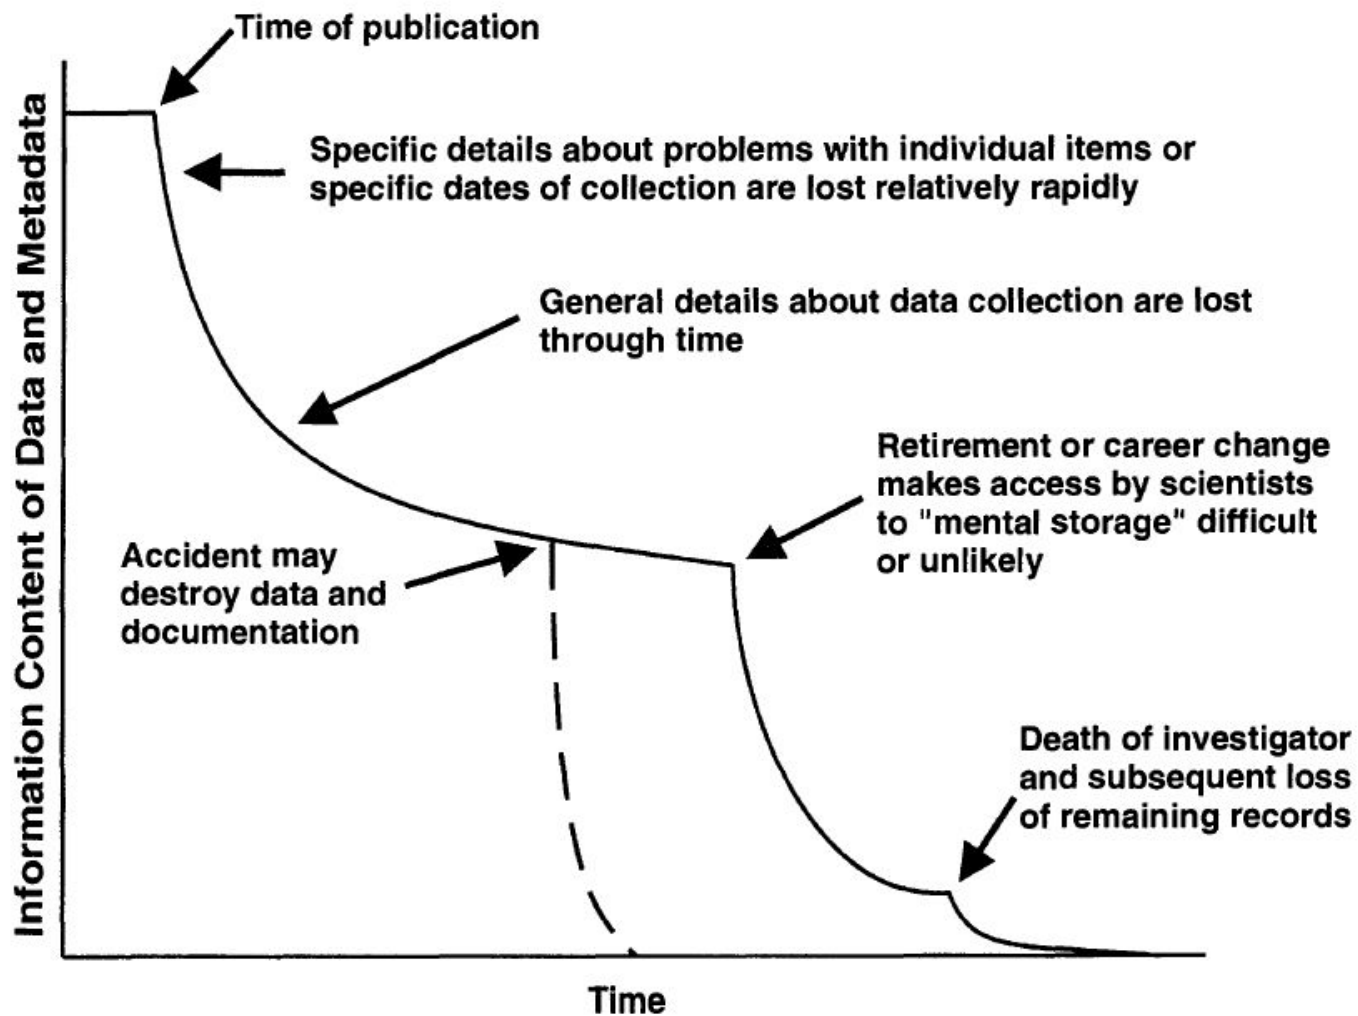 Time of publication
Specific details about problems with individual items or
specific dates of collection are lost relatively rapidly
General details about data collection are lost
through time
Retirement or career change
makes access by scientists
to "mental storage" difficult
or unlikely
Accident may
destroy data and
documentation
Death of investigator
and subsequent loss
of remaining records
Information Content of Data and Metadata
Time